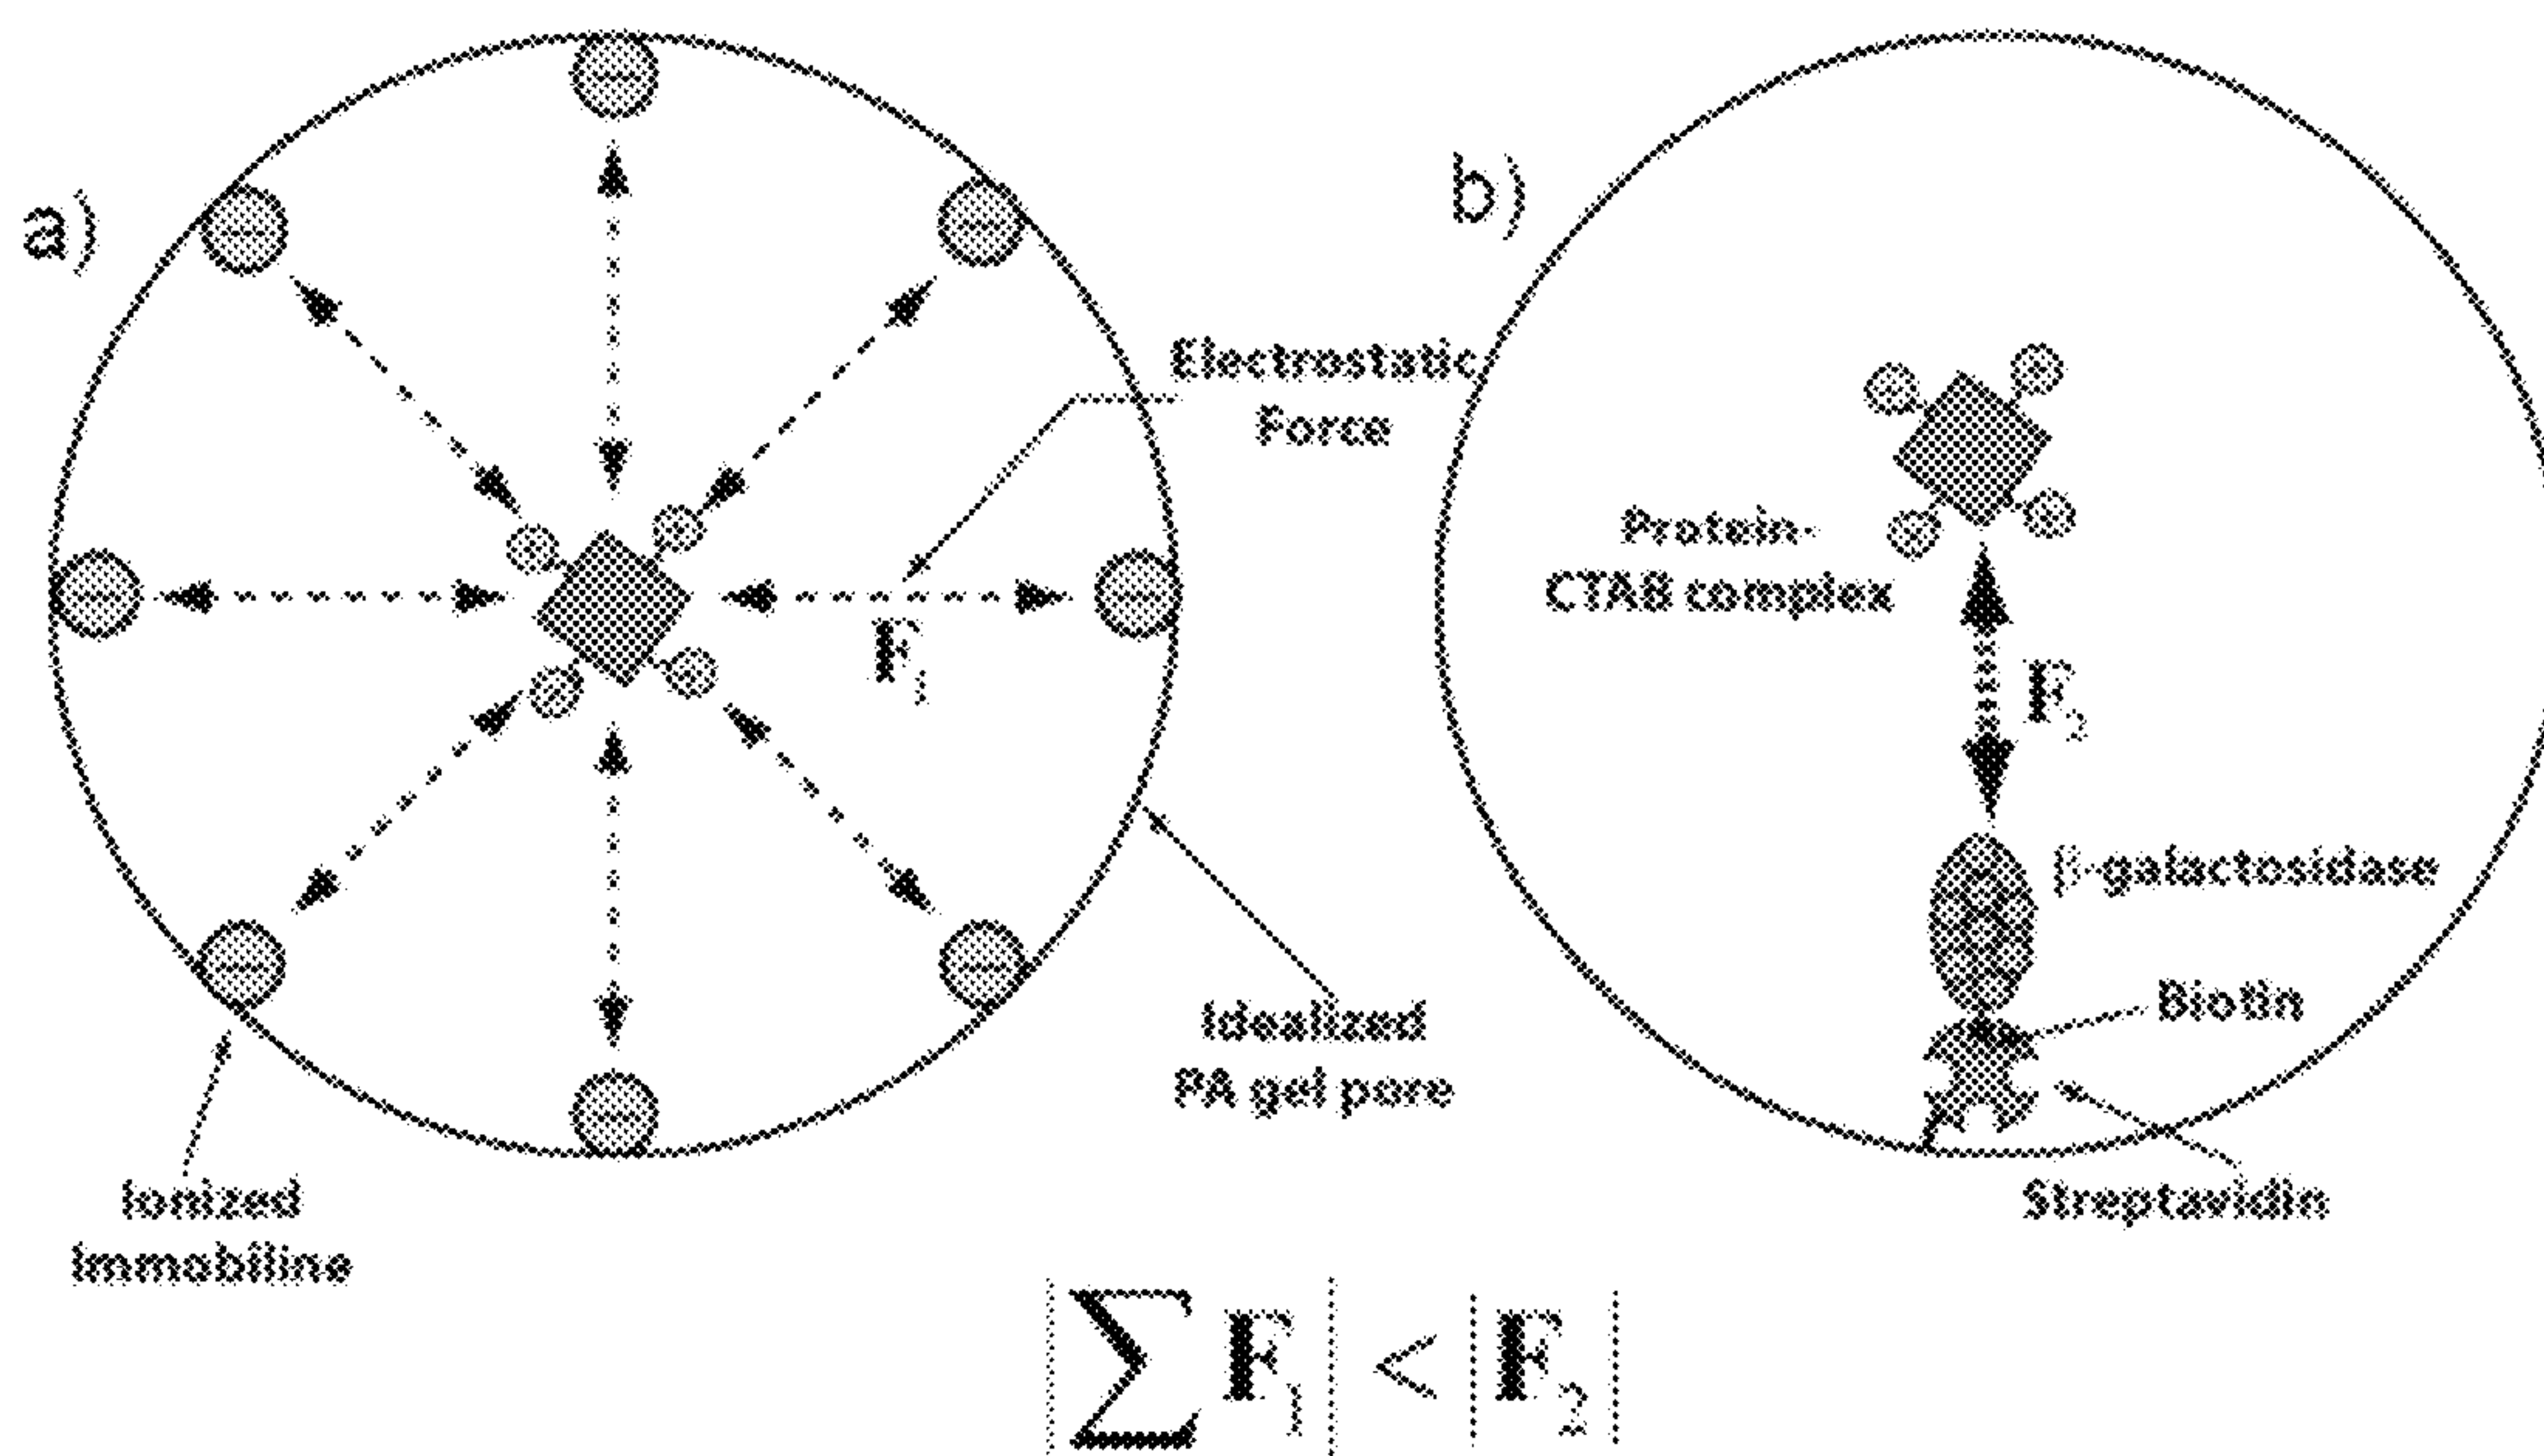 a)
b)
Electrostatic
Force
F1
Protein-
CTAB complex
F2
β-galactosidase
Biotin
Idealized
PA gel pore
Streptavidin
Ionized
Immobiline
|∑F1| < |F2|